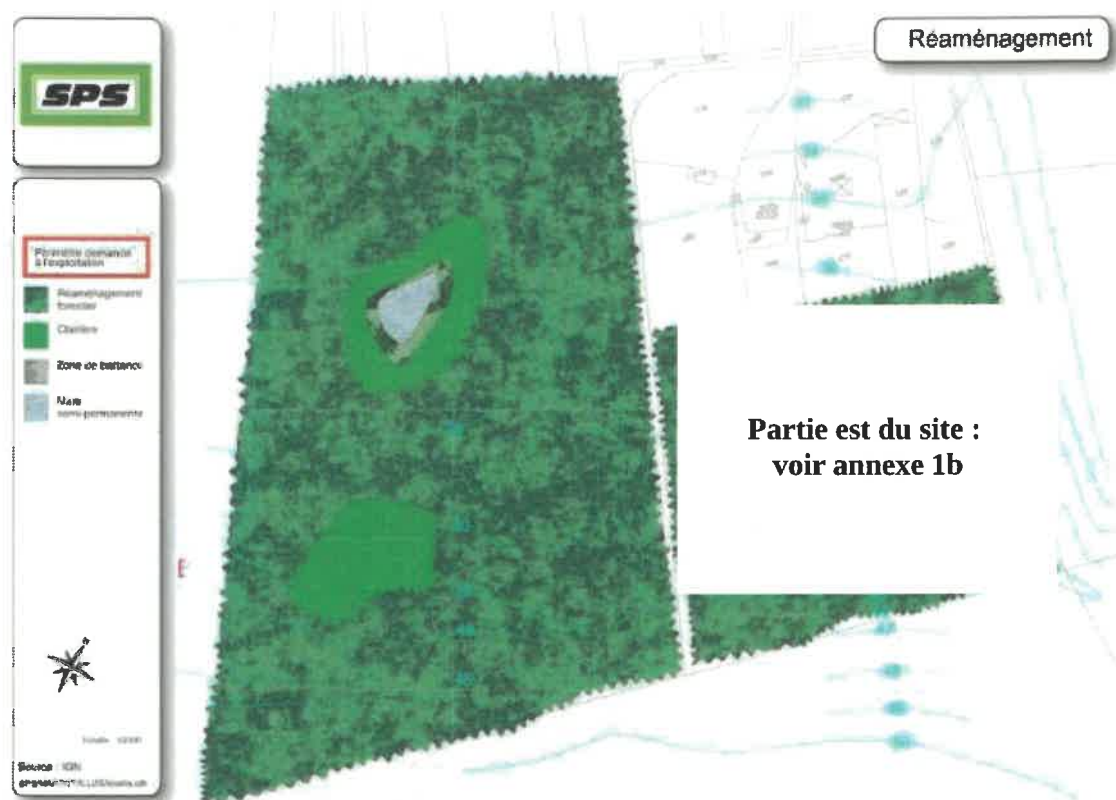 Réaménagement
SPS
Périmètre demandé
à l'exploitation
Réaménagement
forestier
Clairière
Zone de battance
Mare
semi-permanente
Partie est du site :
voir annexe 1b
Source : IGN